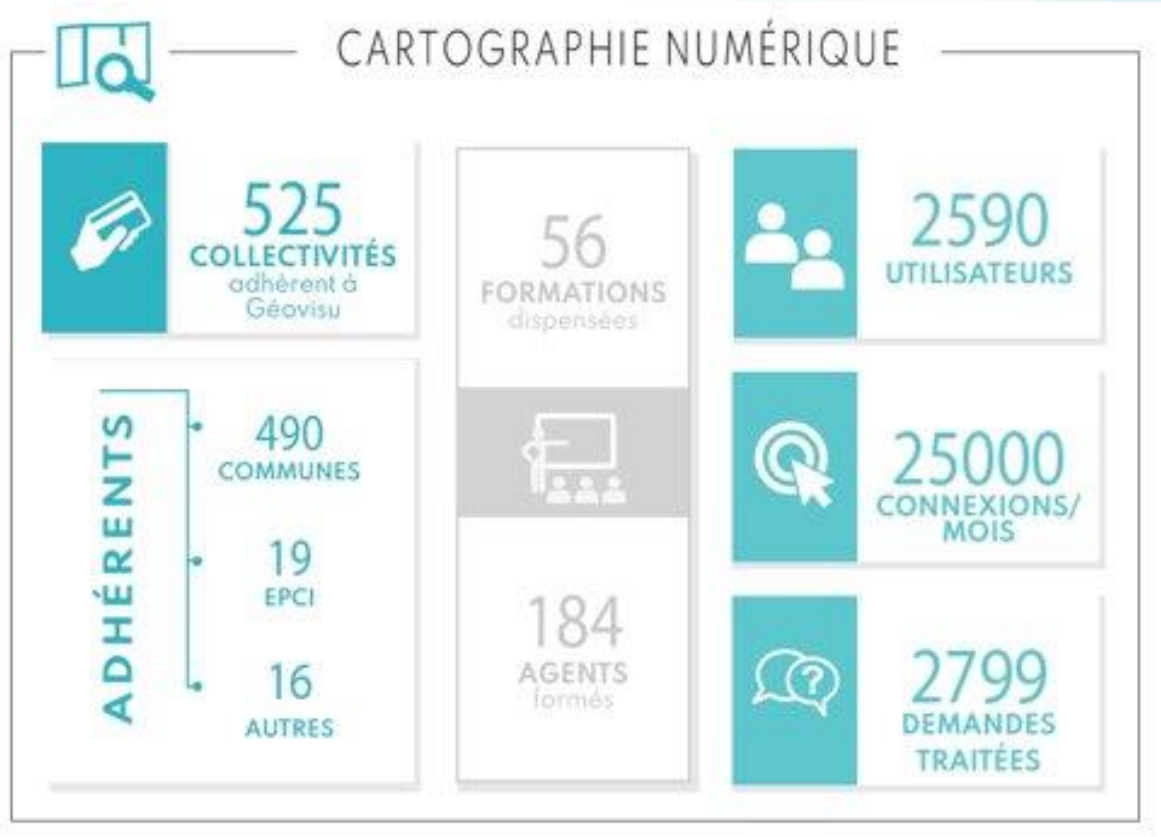 CARTOGRAPHIE NUMÉRIQUE
525
COLLECTIVITÉS
adhèrent à
Géovisu
ADHÉRENTS
490
COMMUNES
19
EPCI
16
AUTRES
56
FORMATIONS
dispensées
184
AGENTS
formés
2590
UTILISATEURS
25000
CONNEXIONS/
MOIS
?
2799
DEMANDES
TRAITÉES